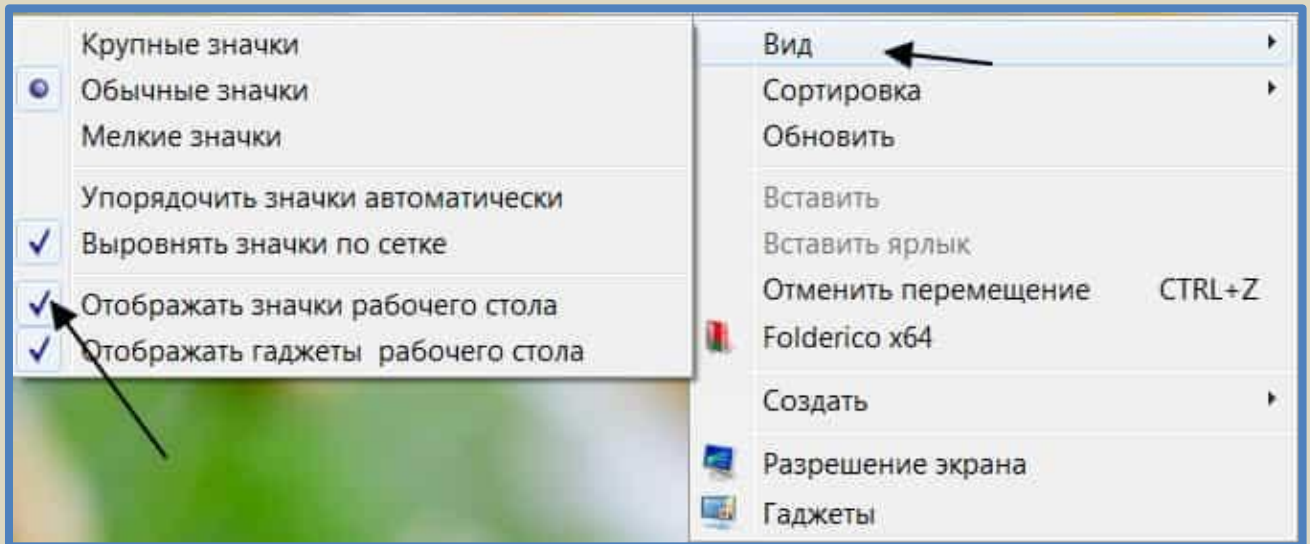 Крупные значки
Обычные значки
Мелкие значки
Упорядочить значки автоматически
Выровнять значки по сетке
Отображать значки рабочего стола
Отображать гаджеты рабочего стола
Вид
Сортировка
Обновить
Вставить
Вставить ярлык
Отменить перемещение CTRL+Z
Folderico x64
Создать
Разрешение экрана
Гаджеты